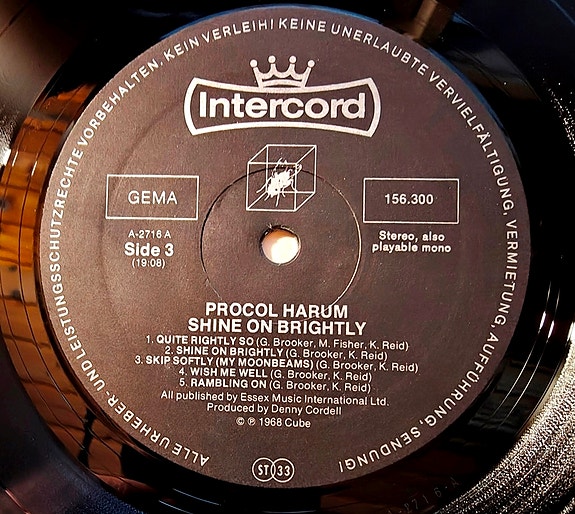 ALLE URHEBER- UND LEISTUNGSSCHUTZRECHTE VORBEHALTEN. KEIN VERLEIH! KEINE UNERLAUBTE VERVIELFÄLTIGUNG, VERMIETUNG, AUFFÜHRUNG, SENDUNG!
Intercord
GEMA
156.300
A-2716 A
Side 3
(19:08)
Stereo, also
playable mono
PROCOL HARUM
SHINE ON BRIGHTLY
1. QUITE RIGHTLY SO (G. Brooker, M. Fisher, K. Reid)
2. SHINE ON BRIGHTLY (G. Brooker, K. Reid)
3. SKIP SOFTLY (MY MOONBEAMS) (G. Brooker, K. Reid)
4. WISH ME WELL (G. Brooker, K. Reid)
5. RAMBLING ON (G. Brooker, K. Reid)
All published by Essex Music International Ltd.
Produced by Denny Cordell
© ℗ 1968 Cube
ST 33